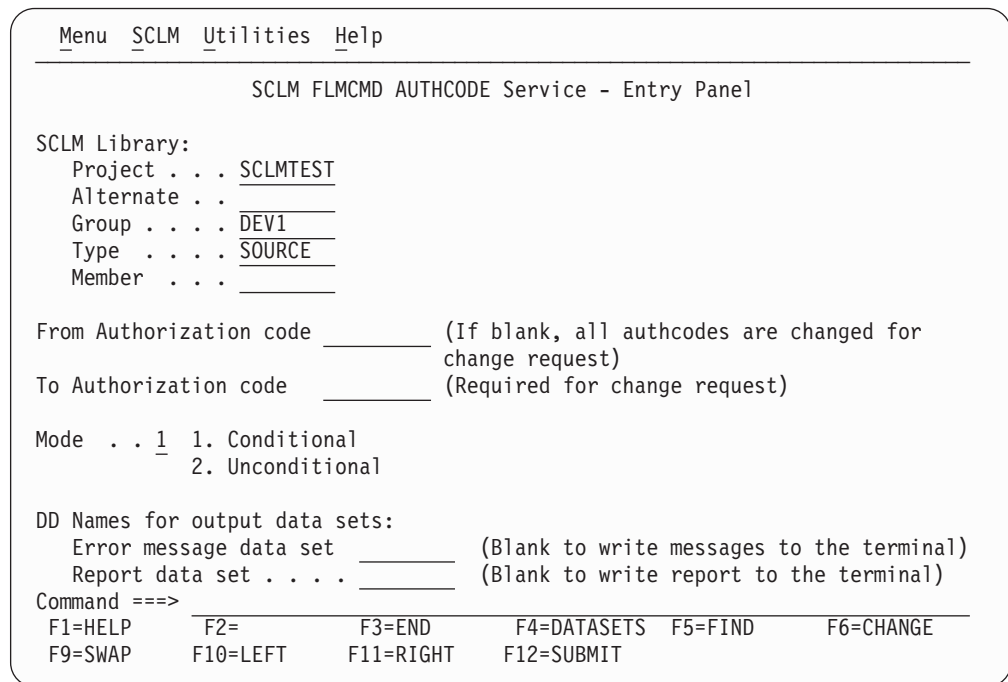 Menu SCLM Utilities Help
SCLM FLMCMD AUTHCODE Service - Entry Panel
SCLM Library:
Project . . . SCLMTEST
Alternate . .
Group . . . . DEV1
Type . . . . SOURCE
Member . . .
From Authorization code (If blank, all authcodes are changed for
change request)
To Authorization code (Required for change request)
Mode . . 1 1. Conditional
2. Unconditional
DD Names for output data sets:
Error message data set (Blank to write messages to the terminal)
Report data set . . . . (Blank to write report to the terminal)
Command ===>
F1=HELP F2= F3=END F4=DATASETS F5=FIND F6=CHANGE
F9=SWAP F10=LEFT F11=RIGHT F12=SUBMIT